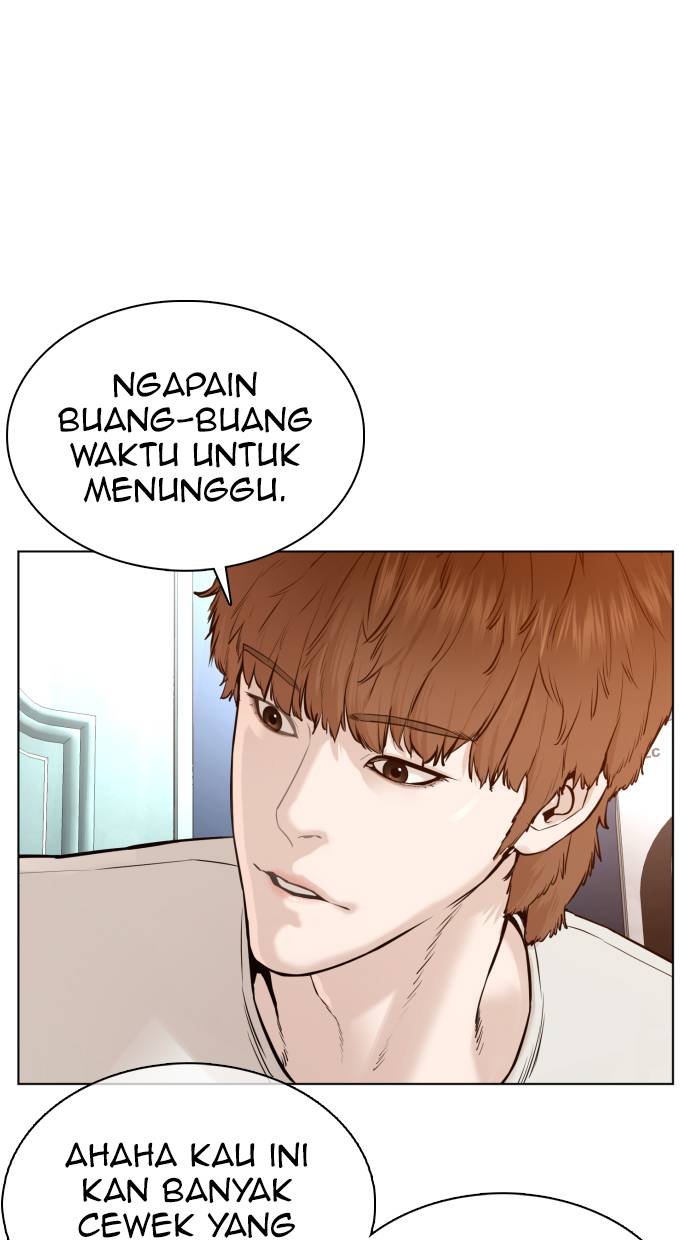 NGAPAIN
BUANG-BUANG
WAKTU UNTUK
MENUNGGU.
C
AHAHA KAU INI
KAN BANYAK
CEWEK YANG